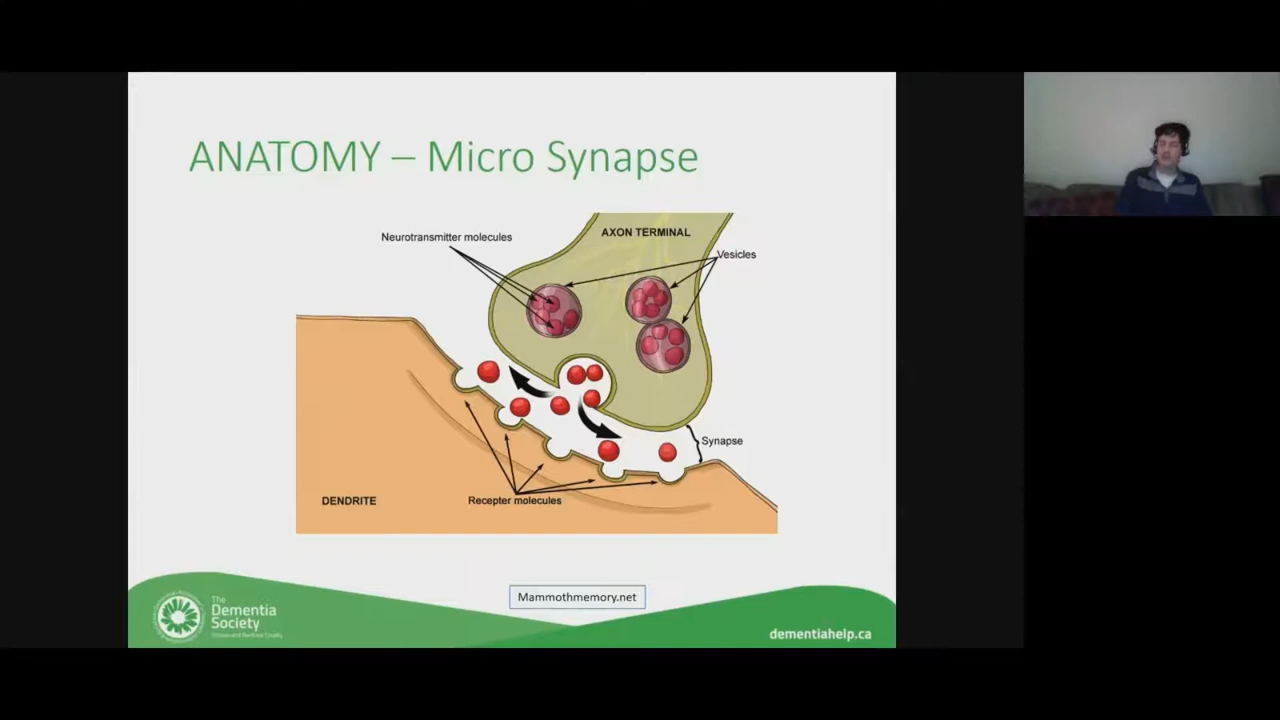 ANATOMY – Micro Synapse
Neurotransmitter molecules
AXON TERMINAL
Vesicles
Synapse
DENDRITE
Recepter molecules
Mammothmemory.net
The
Dementia
Society
dementiahelp.ca